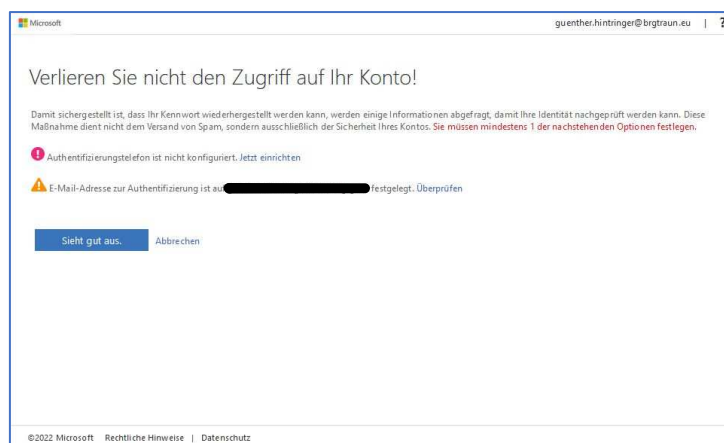 Microsoft guenther.hintringer@brgtraun.eu | ?
Verlieren Sie nicht den Zugriff auf Ihr Konto!
Damit sichergestellt ist, dass Ihr Kennwort wiederhergestellt werden kann, werden einige Informationen abgefragt, damit Ihre Identität nachgeprüft werden kann. Diese
Maßnahme dient nicht dem Versand von Spam, sondern ausschließlich der Sicherheit Ihres Kontos. Sie müssen mindestens 1 der nachstehenden Optionen festlegen.
Authentifizierungstelefon ist nicht konfiguriert. Jetzt einrichten
E-Mail-Adresse zur Authentifizierung ist auf festgelegt. Überprüfen
Sieht gut aus. Abbrechen
©2022 Microsoft Rechtliche Hinweise | Datenschutz